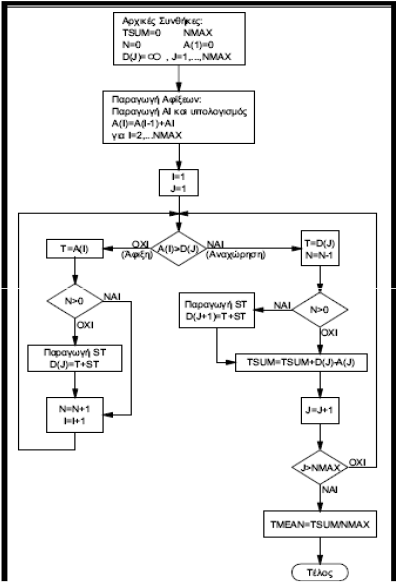 Αρχικές Συνθήκες:
TSUM=0 NMAX
N=0 A(1)=0
D(J)=∞ , J=1,...,NMAX
Παραγωγή Αφίξεων:
Παραγωγή AI και υπολογισμός
A(I)=A(I-1)+AI
για I=2,...NMAX
I=1
J=1
A(I)>D(J)
ΟΧΙ
(Άφιξη)
ΝΑΙ
(Αναχώρηση)
T=A(I)
T=D(J)
N=N-1
N>0
ΝΑΙ
ΟΧΙ
Παραγωγή ST
D(J+1)=T+ST
ΝΑΙ
N>0
ΟΧΙ
Παραγωγή ST
D(J)=T+ST
TSUM=TSUM+D(J)-A(J)
N=N+1
I=I+1
J=J+1
J>NMAX
ΟΧΙ
ΝΑΙ
TMEAN=TSUM/NMAX
Τέλος